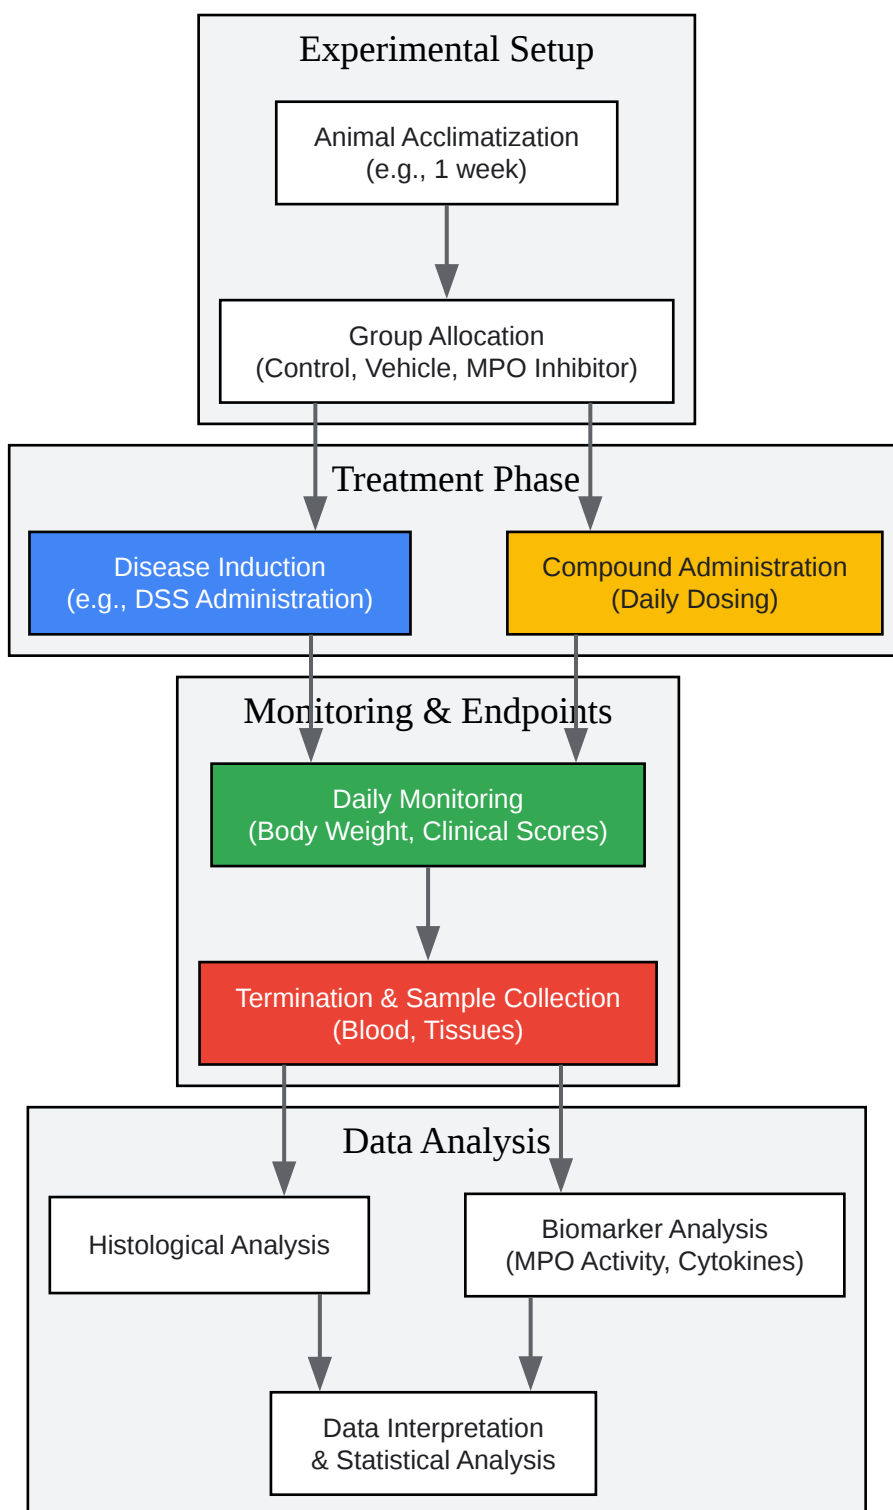 Experimental Setup
Animal Acclimatization
(e.g., 1 week)
Group Allocation
(Control, Vehicle, MPO Inhibitor)
Treatment Phase
Disease Induction
(e.g., DSS Administration)
Compound Administration
(Daily Dosing)
Monitoring & Endpoints
Daily Monitoring
(Body Weight, Clinical Scores)
Termination & Sample Collection
(Blood, Tissues)
Data Analysis
Histological Analysis
Biomarker Analysis
(MPO Activity, Cytokines)
Data Interpretation
& Statistical Analysis